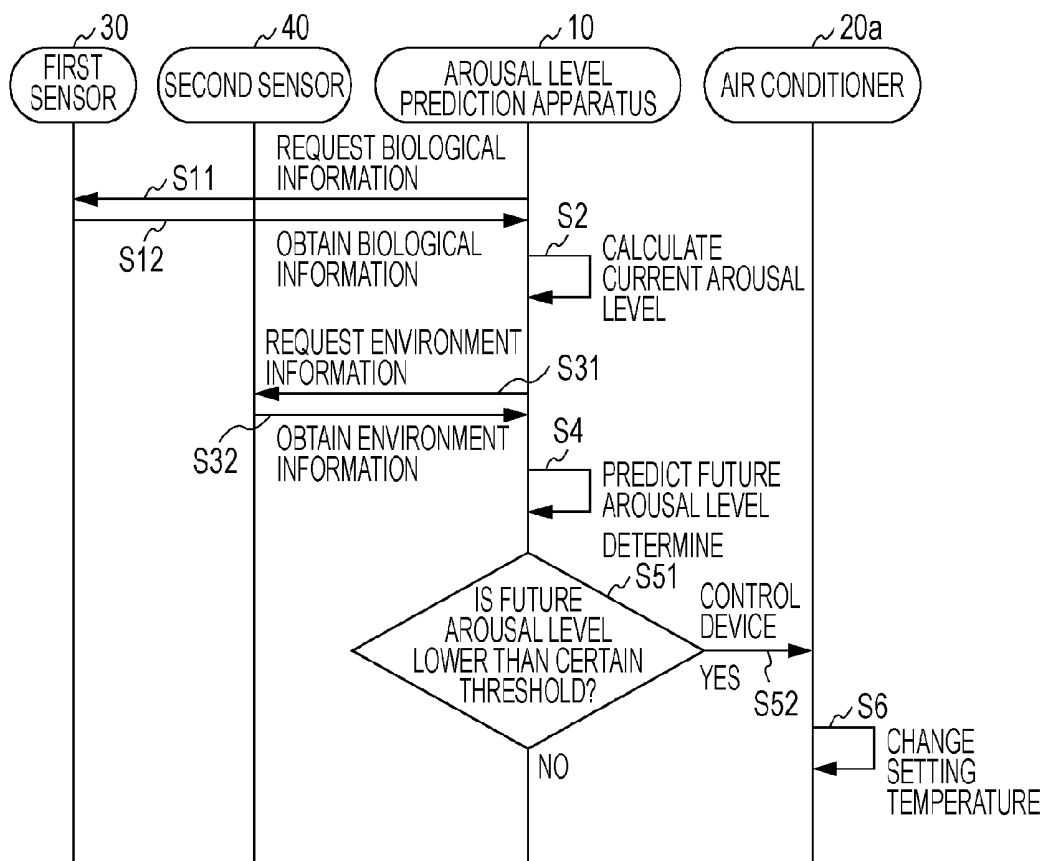 30
40
10
20a
FIRST
SENSOR
SECOND SENSOR
AROUSAL LEVEL
PREDICTION APPARATUS
AIR CONDITIONER
REQUEST BIOLOGICAL
INFORMATION
S11
S12
OBTAIN BIOLOGICAL
INFORMATION
S2
CALCULATE
CURRENT AROUSAL
LEVEL
REQUEST ENVIRONMENT
INFORMATION
S31
S32
OBTAIN ENVIRONMENT
INFORMATION
S4
PREDICT FUTURE
AROUSAL LEVEL
DETERMINE
S51
IS FUTURE
AROUSAL LEVEL
LOWER THAN CERTAIN
THRESHOLD?
CONTROL
DEVICE
YES
S52
NO
S6
CHANGE
SETTING
TEMPERATURE